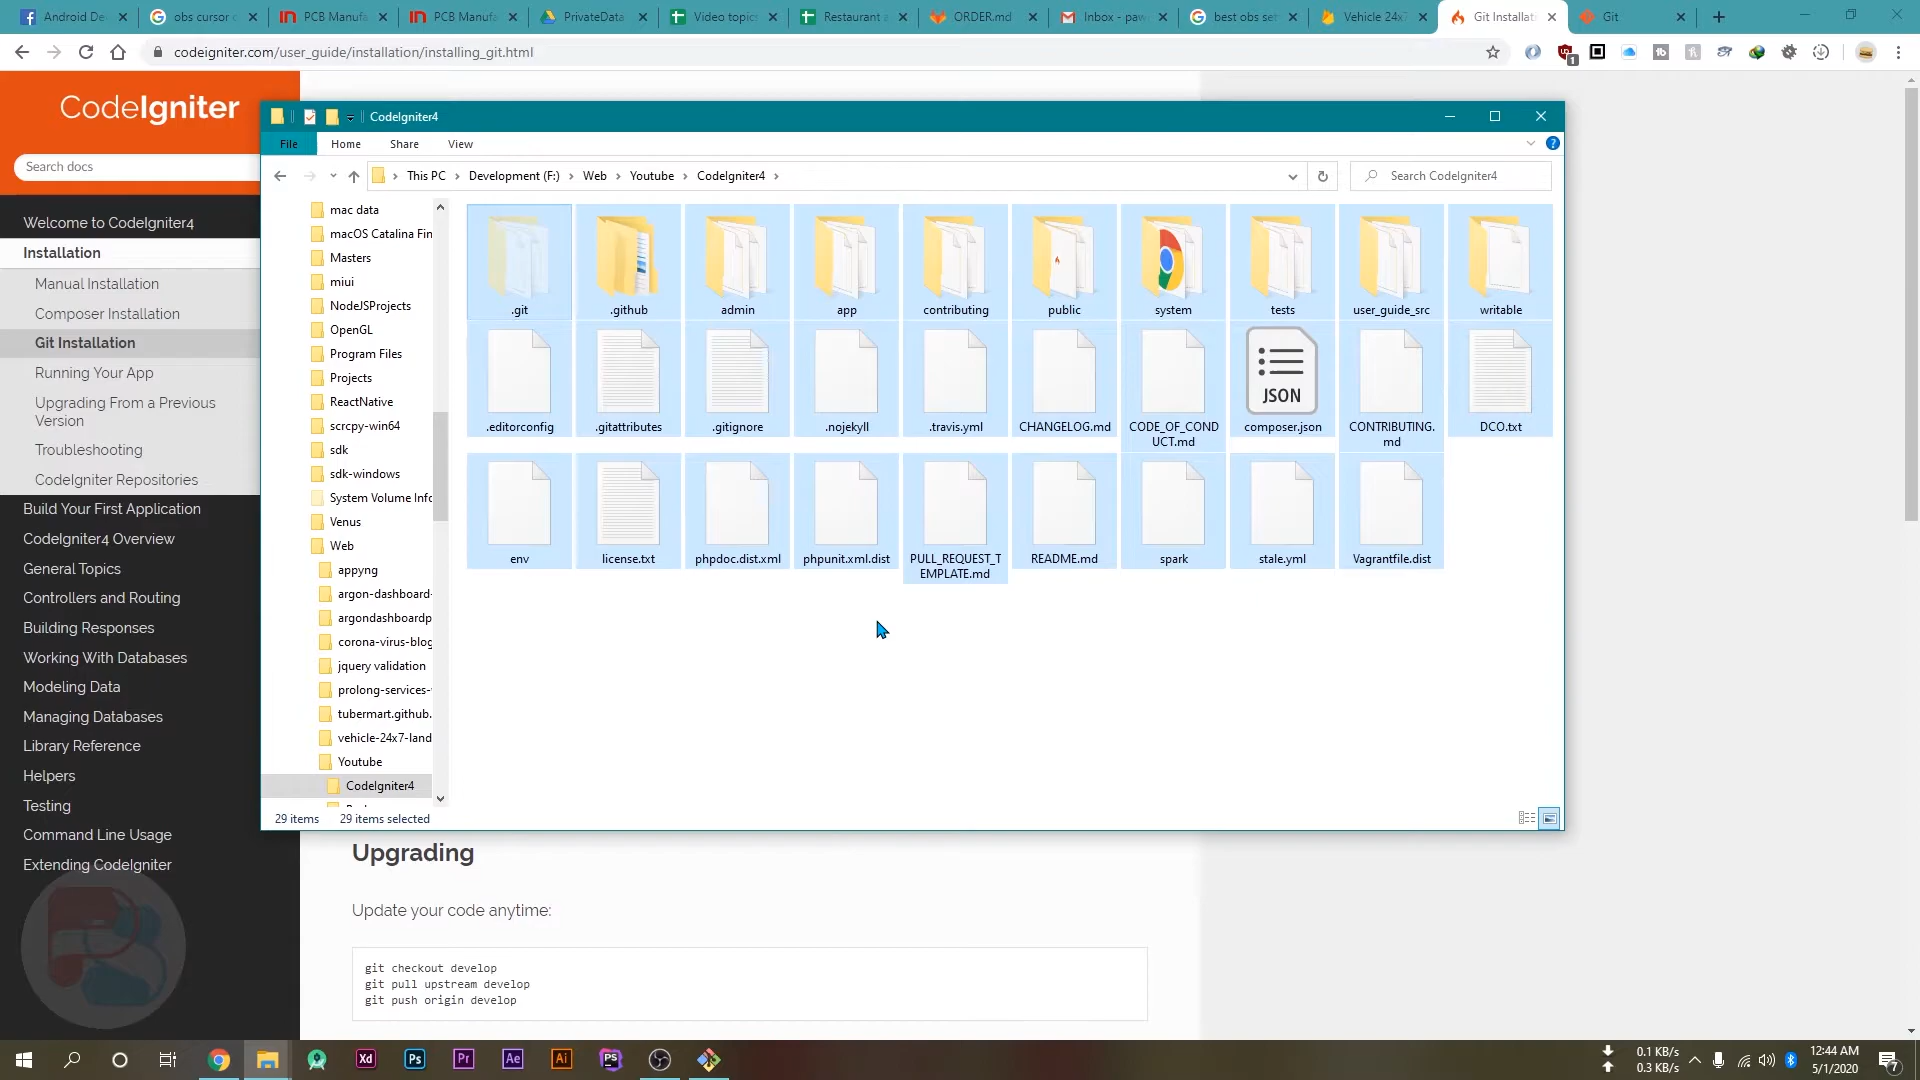 Android De
obs cursor c
PCB Manufa
PCB Manufa
PrivateData
Video topics
Restaurant a
ORDER.md
Inbox - paw
best obs set
Vehicle 24x7
Git Installat
Git
codeigniter.com/user_guide/installation/installing_git.html
CodeIgniter
Search docs
Welcome to CodeIgniter4
Installation
Manual Installation
Composer Installation
Git Installation
Running Your App
Upgrading From a Previous
Version
Troubleshooting
CodeIgniter Repositories
Build Your First Application
CodeIgniter4 Overview
General Topics
Controllers and Routing
Building Responses
Working With Databases
Modeling Data
Managing Databases
Library Reference
Helpers
Testing
Command Line Usage
Extending CodeIgniter
CodeIgniter4
File Home Share View
This PC > Development (F:) > Web > Youtube > CodeIgniter4 >
Search CodeIgniter4
mac data
macOS Catalina Fin
Masters
miui
NodeJSProjects
OpenGL
Program Files
Projects
ReactNative
scrcpy-win64
sdk
sdk-windows
System Volume Info
Venus
Web
appyng
argon-dashboard-
argondashboardp
corona-virus-blog
jquery validation
prolong-services-
tubermart.github.
vehicle-24x7-land
Youtube
CodeIgniter4
.git
.github
admin
app
contributing
public
system
tests
user_guide_src
writable
.editorconfig
.gitattributes
.gitignore
.nojekyll
.travis.yml
CHANGELOG.md
CODE_OF_COND
UCT.md
JSON
composer.json
CONTRIBUTING.
md
DCO.txt
env
license.txt
phpdoc.dist.xml
phpunit.xml.dist
PULL_REQUEST_T
EMPLATE.md
README.md
spark
stale.yml
Vagrantfile.dist
29 items 29 items selected
Upgrading
Update your code anytime:
git checkout develop
git pull upstream develop
git push origin develop
Xd
Ps
Pr
Ae
Ai
PS
0.1 KB/s
0.3 KB/s
12:44 AM
5/1/2020
7